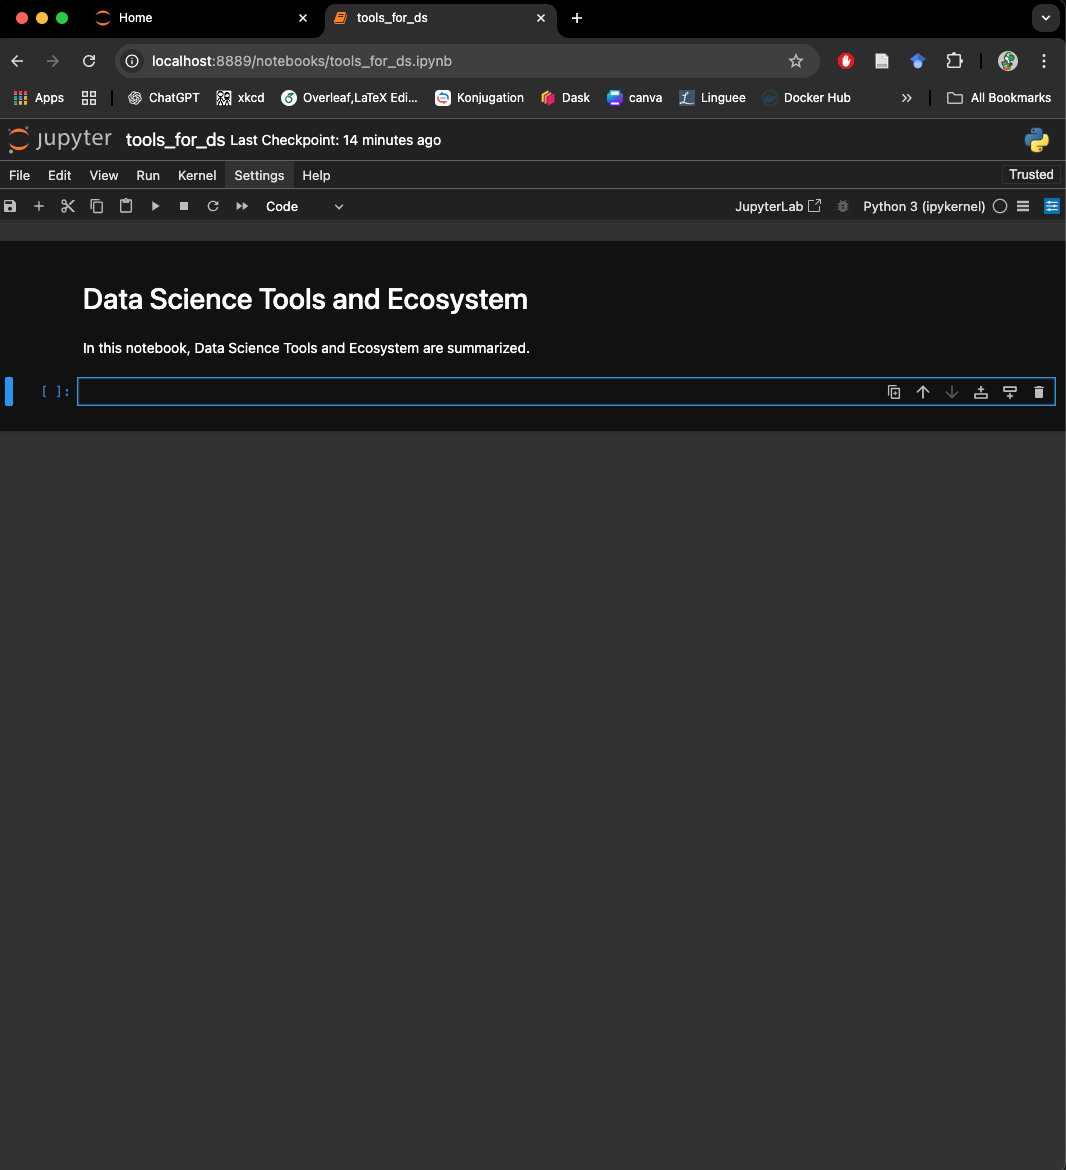 Home
tools_for_ds
localhost:8889/notebooks/tools_for_ds.ipynb
Apps ChatGPT xkcd Overleaf,LaTeX Edi... Konjugation Dask canva Linguee Docker Hub » All Bookmarks
jupyter tools_for_ds Last Checkpoint: 14 minutes ago
File Edit View Run Kernel Settings Help Trusted
Code JupyterLab Python 3 (ipykernel)
Data Science Tools and Ecosystem
In this notebook, Data Science Tools and Ecosystem are summarized.
[ ]: